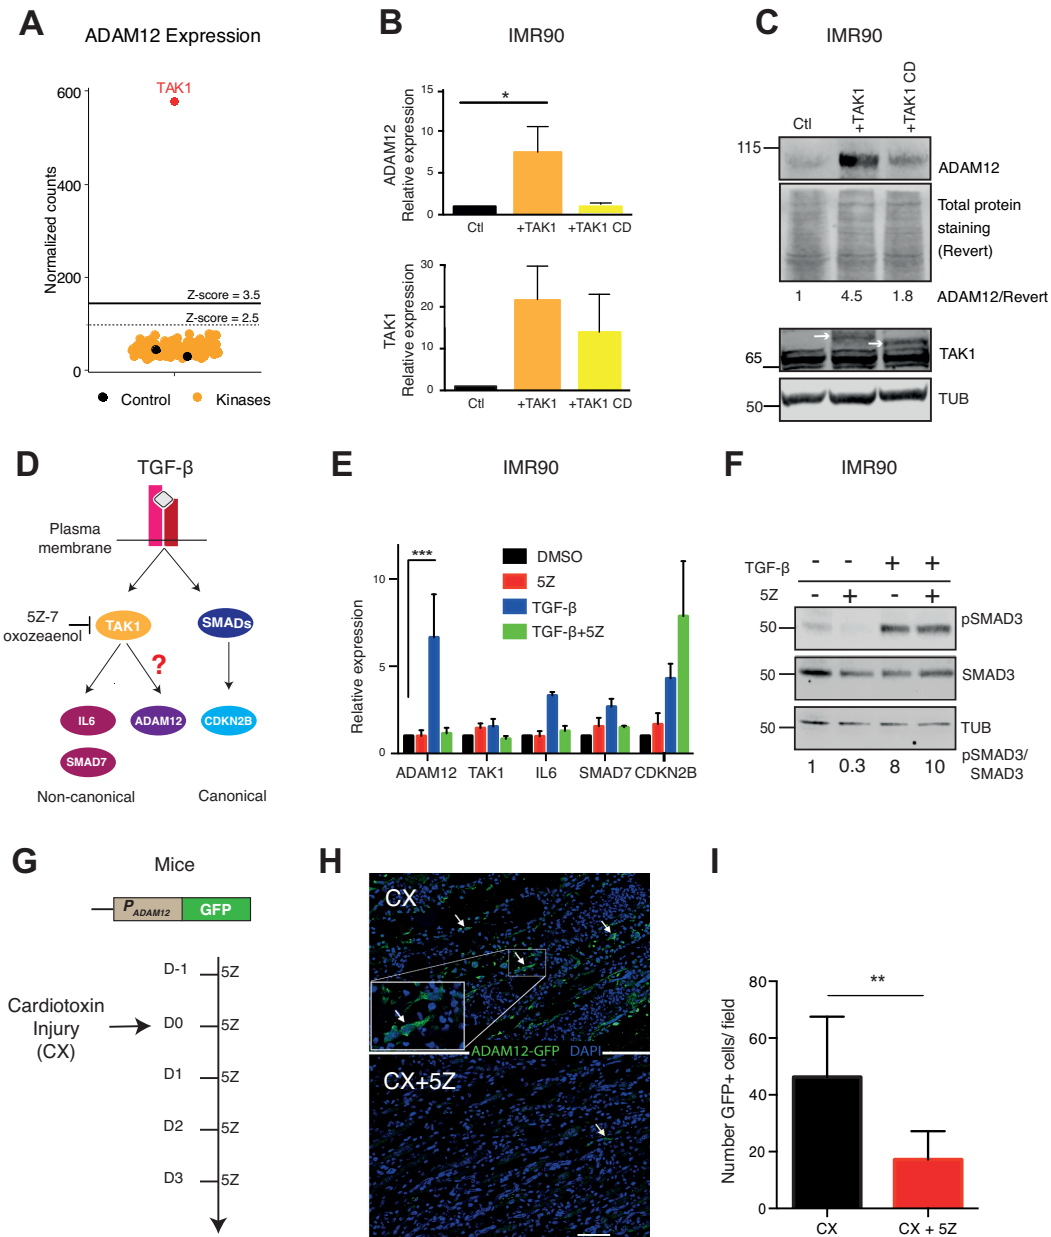 A
ADAM12 Expression
TAK1
600
400
200
0
Normalized counts
Z-score = 3.5
Z-score = 2.5
Control
Kinases
B
IMR90
ADAM12
Relative expression
15
10
5
0
*
Ctl
+TAK1
+TAK1 CD
TAK1
Relative expression
30
20
10
0
Ctl
+TAK1
+TAK1 CD
C
IMR90
Ctl
+TAK1
+TAK1 CD
115
ADAM12
Total protein
staining
(Revert)
1 4.5 1.8 ADAM12/Revert
65
TAK1
50
TUB
D
TGF-β
Plasma
membrane
5Z-7
oxozeaenol
TAK1
SMADs
?
IL6
ADAM12
CDKN2B
SMAD7
Non-canonical
Canonical
E
IMR90
Relative expression
10
5
0
***
DMSO
5Z
TGF-β
TGF-β+5Z
ADAM12 TAK1 IL6 SMAD7 CDKN2B
F
IMR90
TGF-β - - + +
5Z - + - +
50
pSMAD3
50
SMAD3
50
TUB
pSMAD3/
SMAD3
1 0.3 8 10
G
Mice
P ADAM12
GFP
D-1 5Z
Cardiotoxin
Injury
(CX)
D0 5Z
D1 5Z
D2 5Z
D3 5Z
H
CX
ADAM12-GFP DAPI
CX+5Z
I
Number GFP+ cells/ field
80
60
40
20
0
**
CX
CX + 5Z